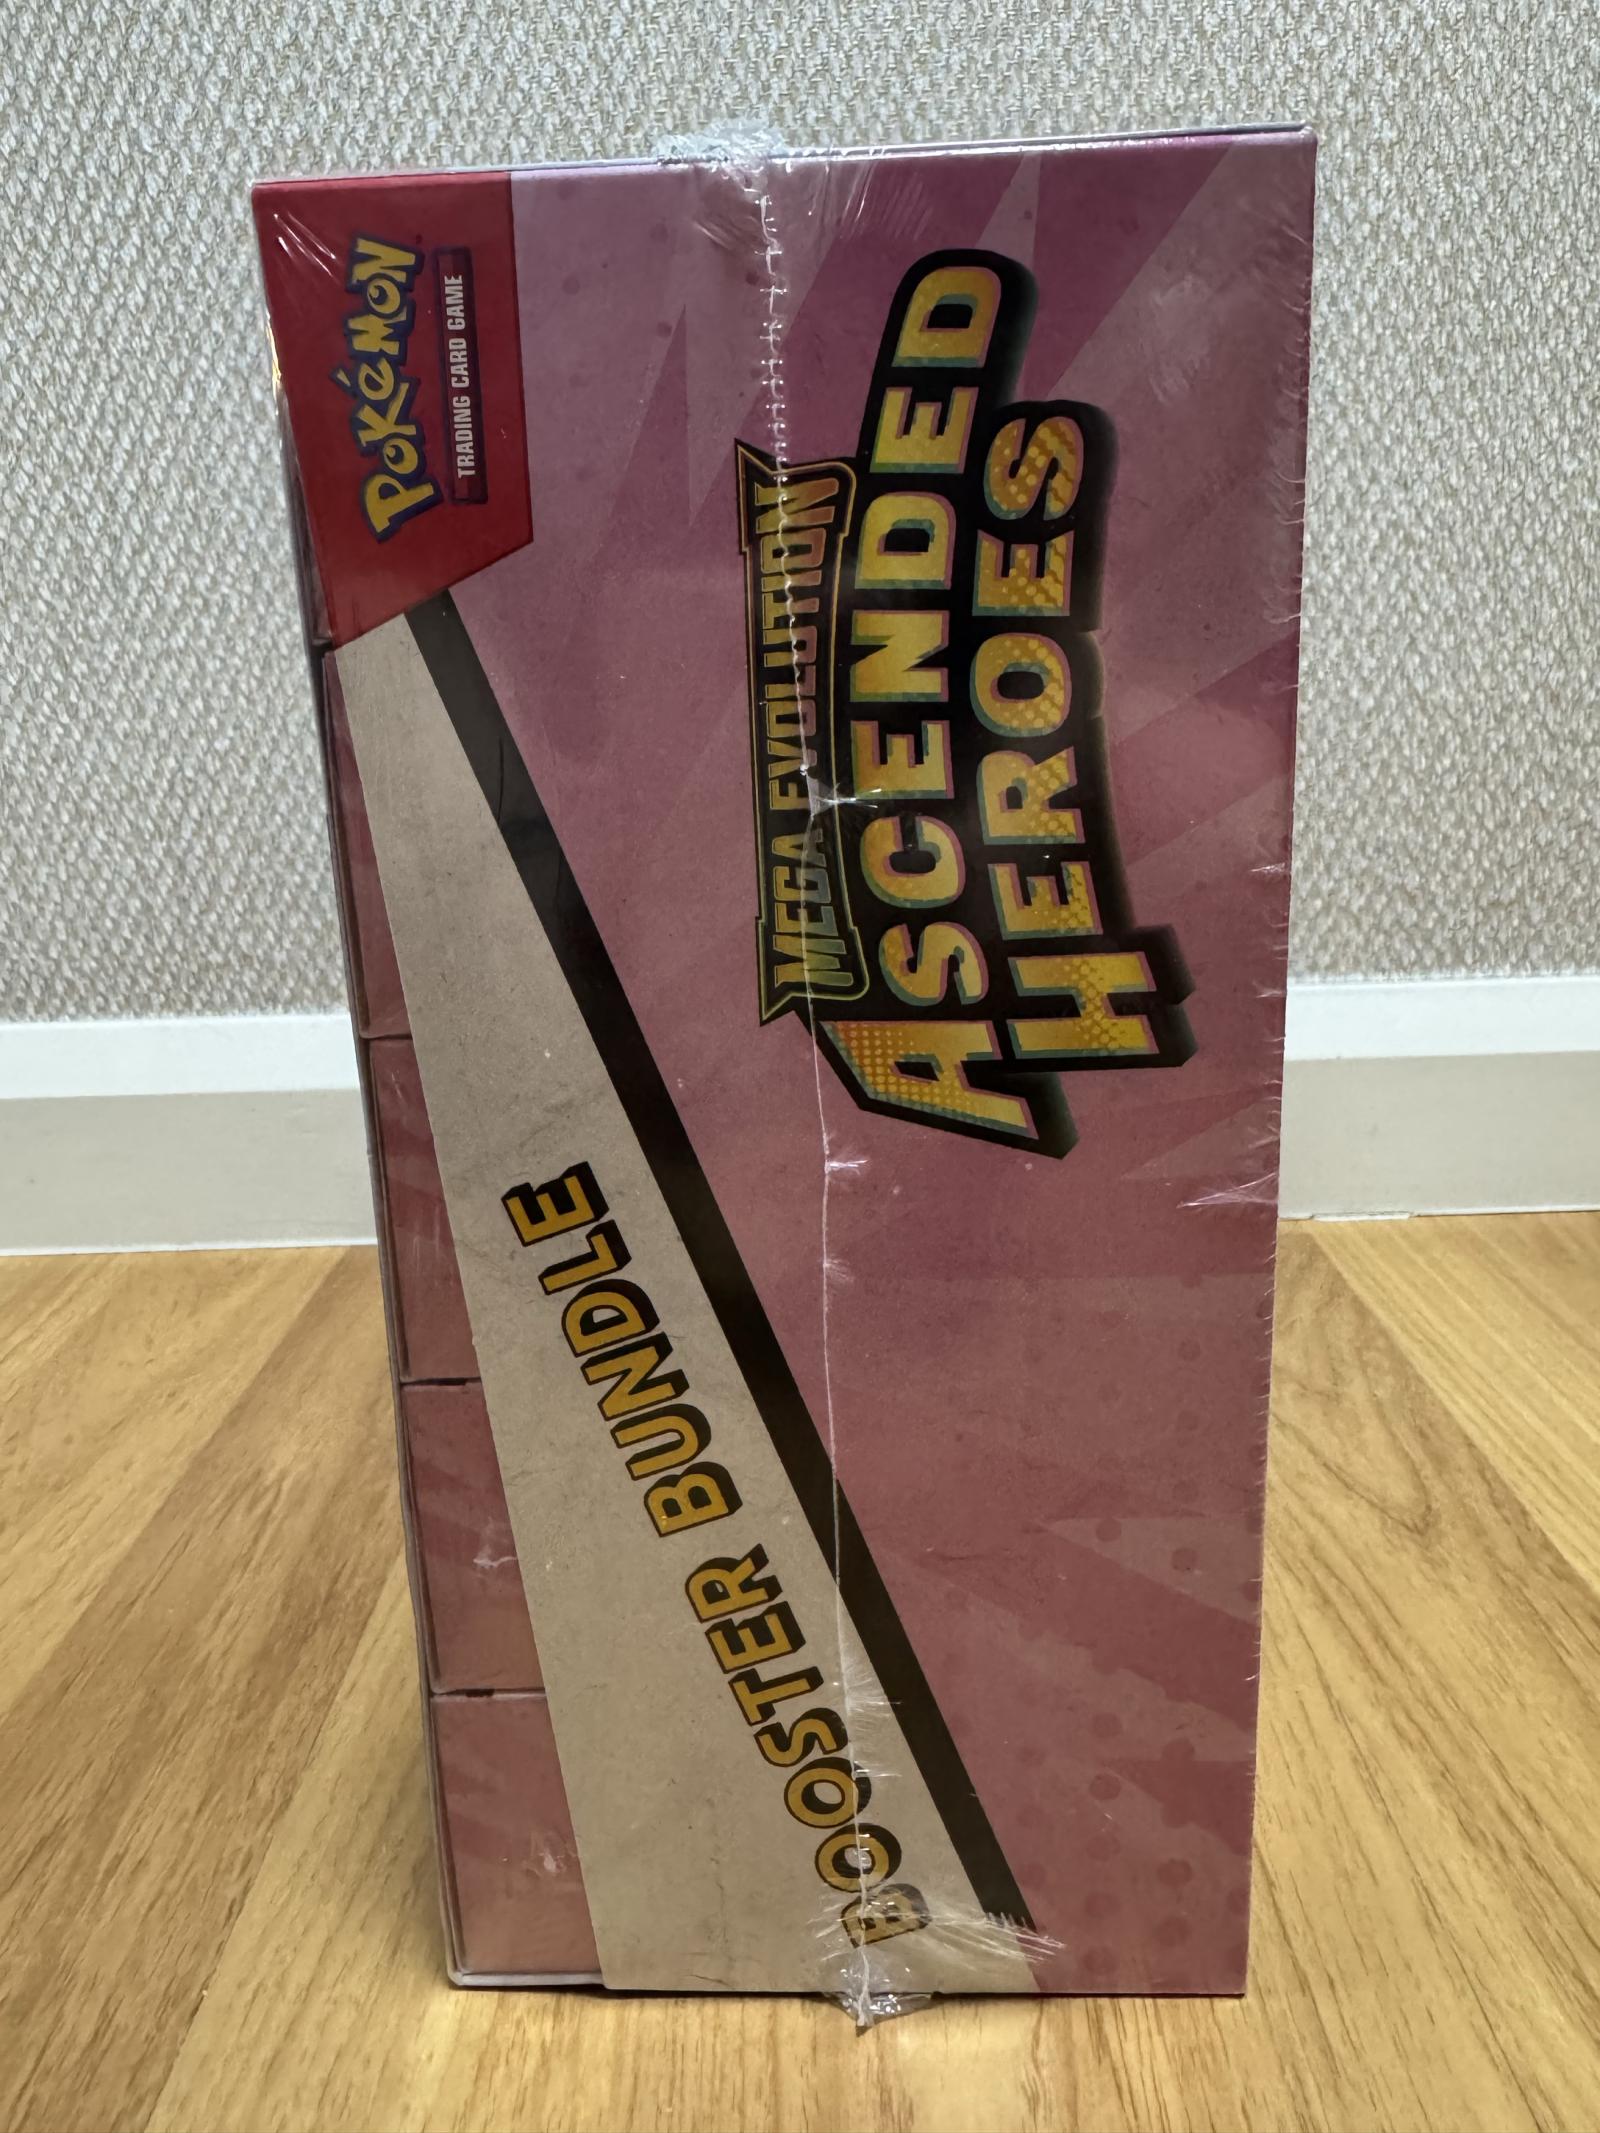 Pokémon
TRADING CARD GAME
MEGA EVOLUTION
ASCENDED
HEROES
BOOSTER BUNDLE